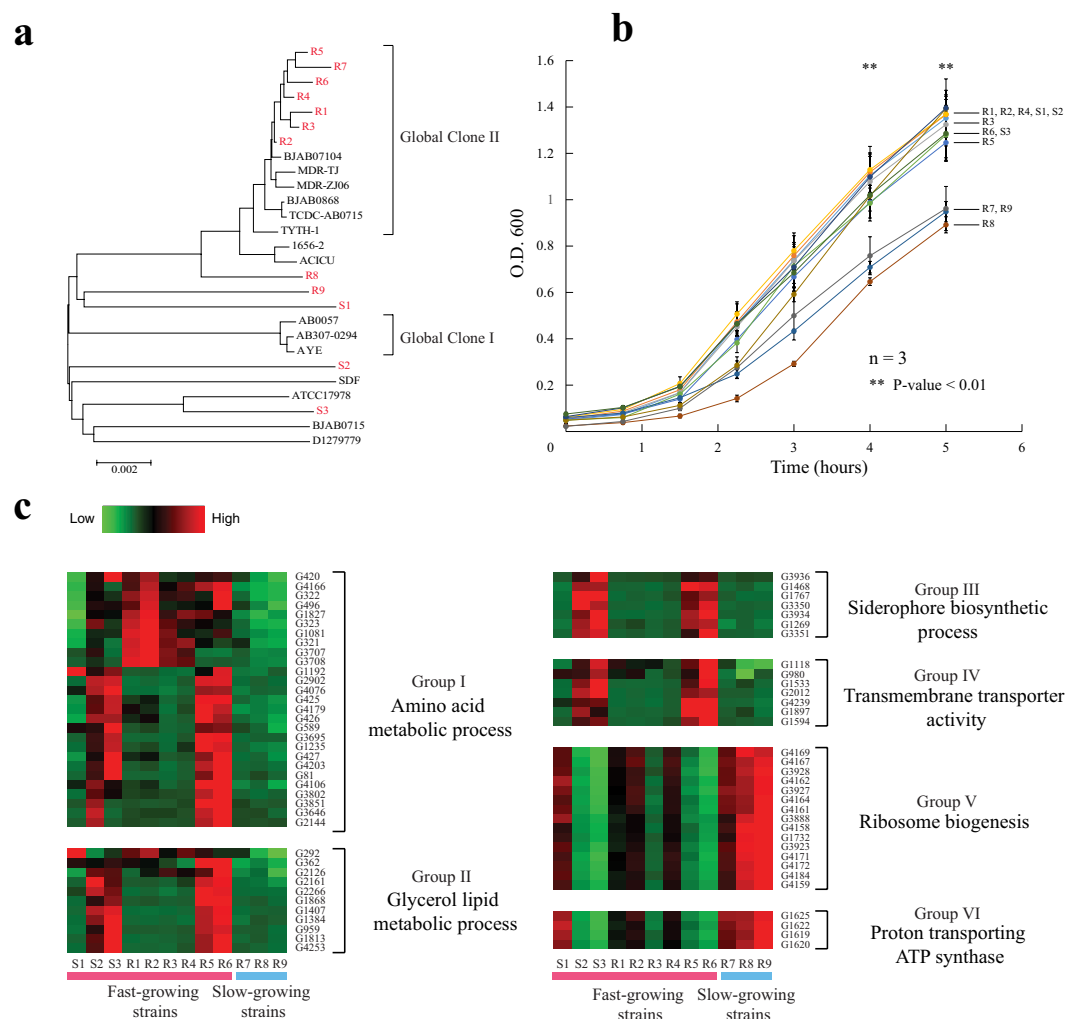 a
R5
R7
R6
R4
R1
R3
R2
BJAB07104
MDR-TJ
MDR-ZJ06
BJAB0868
TCDC-AB0715
TYTH-1
1656-2
ACICU
R8
R9
S1
AB0057
AB307-0294
AYE
S2
SDF
ATCC17978
S3
BJAB0715
D1279779
Global Clone II
Global Clone I
0.002
b
1.6
1.4
1.2
1
0.8
0.6
0.4
0.2
0
1
2
3
4
5
6
O.D. 600
Time (hours)
**
**
R1, R2, R4, S1, S2
R3
R6, S3
R5
R7, R9
R8
n = 3
** P-value < 0.01
c
Low
High
G420
G4166
G322
G496
G1827
G323
G1081
G321
G3707
G3708
G1192
G2902
G4076
G425
G4179
G426
G589
G3695
G1235
G427
G4203
G81
G4106
G3802
G3851
G3646
G2144
Group I
Amino acid
metabolic process
G292
G362
G2126
G2161
G2266
G1868
G1407
G1384
G959
G1813
G4253
Group II
Glycerol lipid
metabolic process
S1 S2 S3 R1 R2 R3 R4 R5 R6 R7 R8 R9
Fast-growing
strains
Slow-growing
strains
G3936
G1468
G1767
G3350
G3934
G1269
G3351
Group III
Siderophore biosynthetic
process
G1118
G980
G1533
G2012
G4239
G1897
G1594
Group IV
Transmembrane transporter
activity
G4169
G4167
G3928
G4162
G3927
G4164
G4161
G3888
G4158
G1732
G3923
G4171
G4172
G4184
G4159
Group V
Ribosome biogenesis
G1625
G1622
G1619
G1620
Group VI
Proton transporting
ATP synthase
S1 S2 S3 R1 R2 R3 R4 R5 R6 R7 R8 R9
Fast-growing
strains
Slow-growing
strains